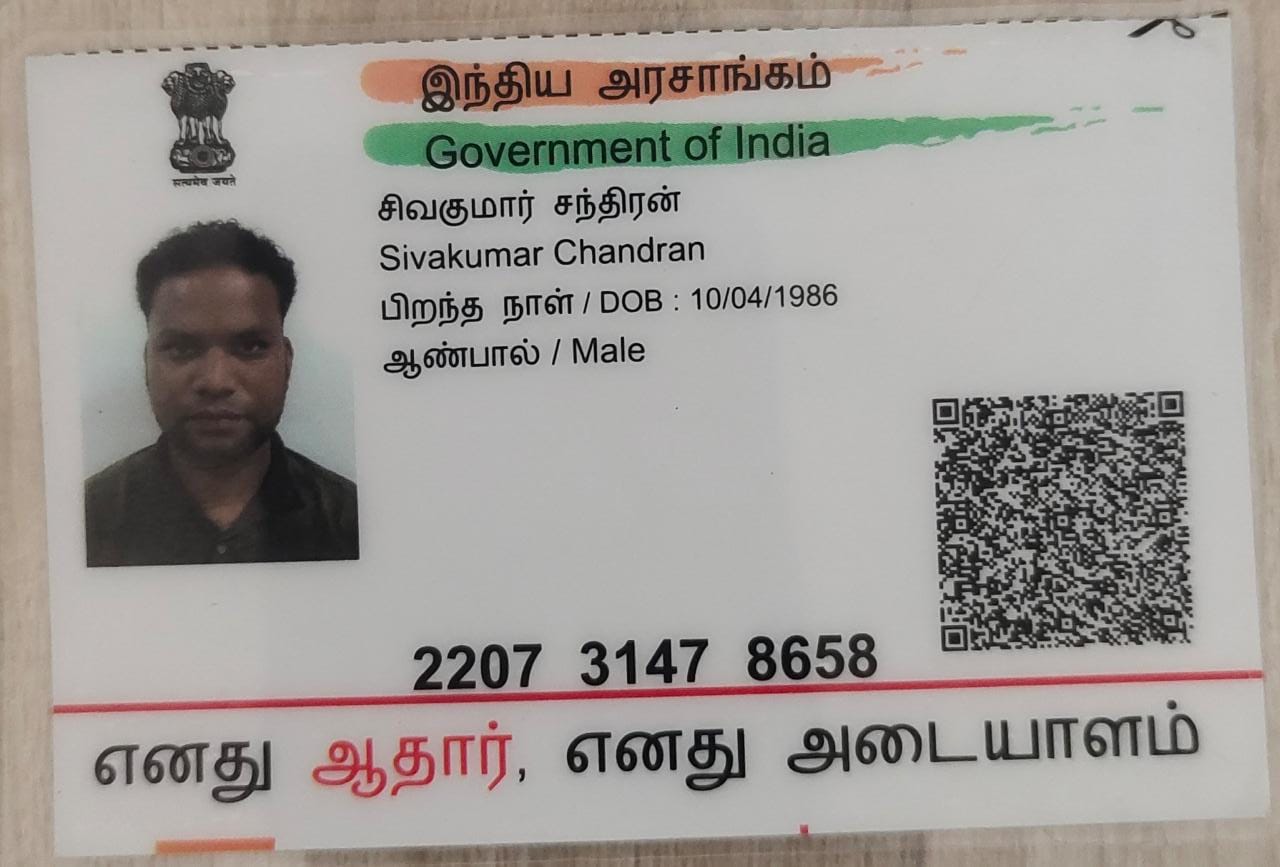 सत्यमेव जयते
இந்திய அரசாங்கம்
Government of India
சிவகுமார் சந்திரன்
Sivakumar Chandran
பிறந்த நாள் / DOB : 10/04/1986
ஆண்பால் / Male
2207 3147 8658
எனது ஆதார், எனது அடையாளம்